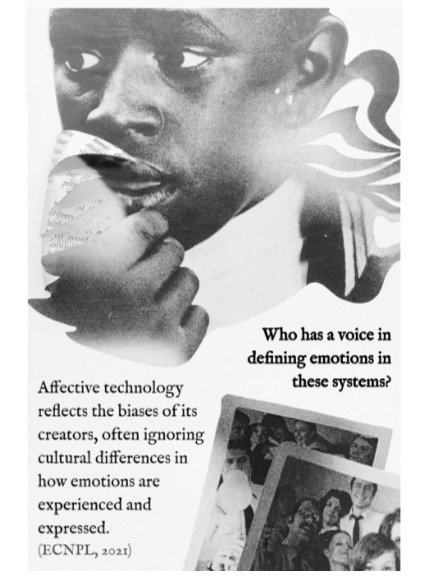 Who has a voice in
defining emotions in
these systems?
Affective technology
reflects the biases of its
creators, often ignoring
cultural differences in
how emotions are
experienced and
expressed.
(ECNPL, 2021)